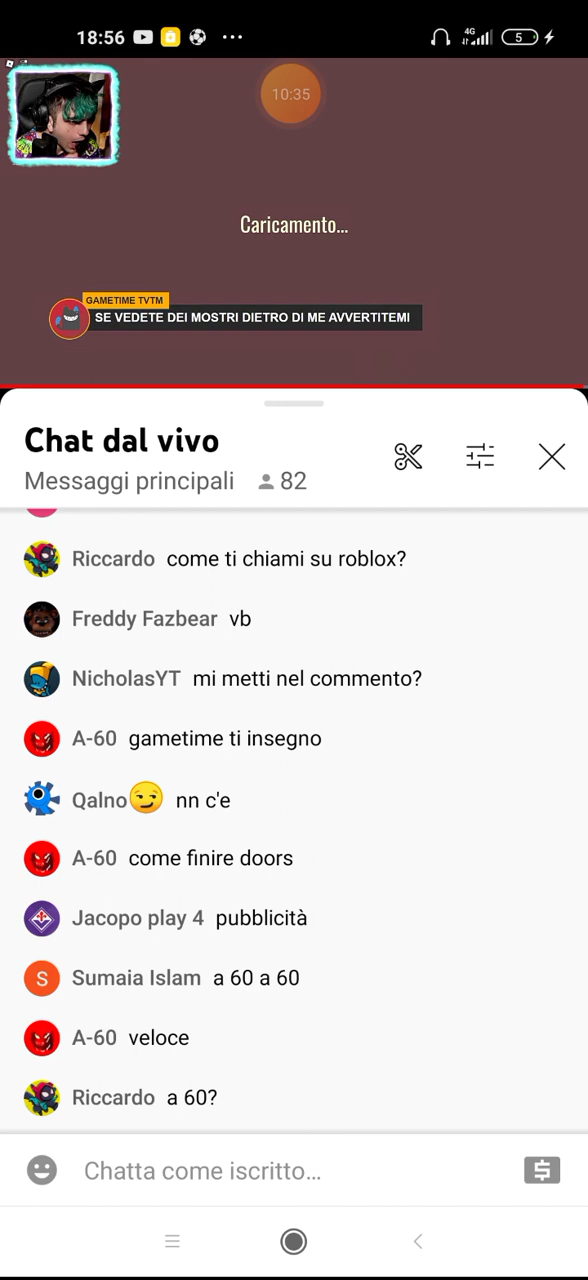 18:56
4G
5
10:35
Caricamento...
GAMETIME TVTM
SE VEDETE DEI MOSTRI DIETRO DI ME AVVERTITEMI
Chat dal vivo
Messaggi principali 82
Riccardo come ti chiami su roblox?
Freddy Fazbear vb
NicholasYT mi metti nel commento?
A-60 gametime ti insegno
Qalno😏 nn c'e
A-60 come finire doors
Jacopo play 4 pubblicità
S Sumaia Islam a 60 a 60
A-60 veloce
Riccardo a 60?
Chatta come iscritto...